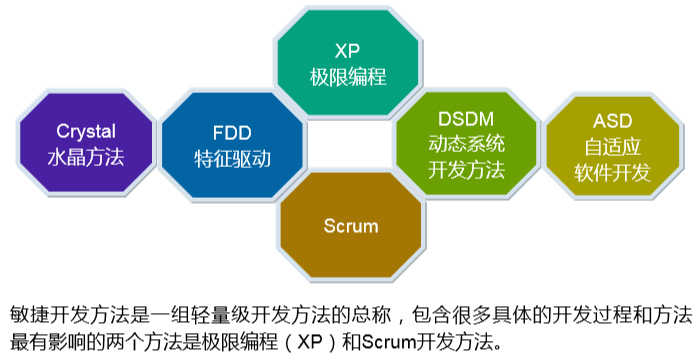 XP
极限编程
Crystal
水晶方法
FDD
特征驱动
DSDM
动态系统
开发方法
ASD
自适应
软件开发
Scrum
敏捷开发方法是一组轻量级开发方法的总称，包含很多具体的开发过程和方法
最有影响的两个方法是极限编程（XP）和Scrum开发方法。